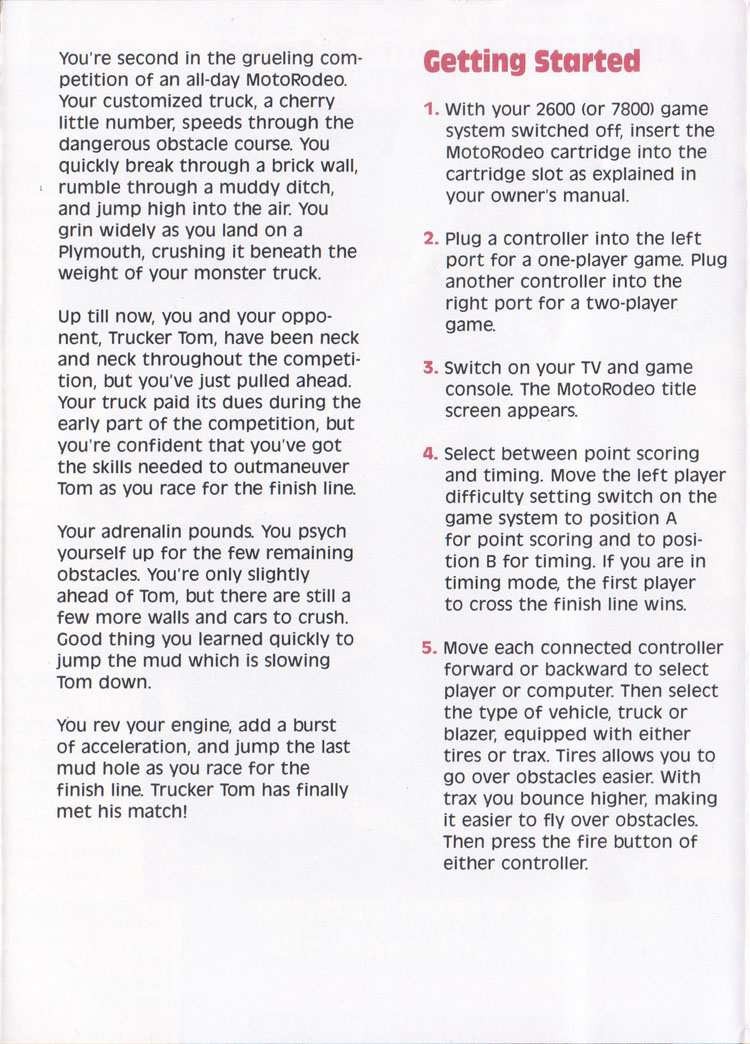 You're second in the grueling com-
petition of an all-day MotoRodeo.
Your customized truck, a cherry
little number, speeds through the
dangerous obstacle course. You
quickly break through a brick wall,
rumble through a muddy ditch,
and jump high into the air. You
grin widely as you land on a
Plymouth, crushing it beneath the
weight of your monster truck.

Up till now, you and your oppo-
nent, Trucker Tom, have been neck
and neck throughout the competi-
tion, but you've just pulled ahead.
Your truck paid its dues during the
early part of the competition, but
you're confident that you've got
the skills needed to outmaneuver
Tom as you race for the finish line.

Your adrenalin pounds. You psych
yourself up for the few remaining
obstacles. You're only slightly
ahead of Tom, but there are still a
few more walls and cars to crush.
Good thing you learned quickly to
jump the mud which is slowing
Tom down.

You rev your engine, add a burst
of acceleration, and jump the last
mud hole as you race for the
finish line. Trucker Tom has finally
met his match!

Getting Started

1. With your 2600 (or 7800) game
system switched off, insert the
MotoRodeo cartridge into the
cartridge slot as explained in
your owner's manual.

2. Plug a controller into the left
port for a one-player game. Plug
another controller into the
right port for a two-player
game.

3. Switch on your TV and game
console. The MotoRodeo title
screen appears.

4. Select between point scoring
and timing. Move the left player
difficulty setting switch on the
game system to position A
for point scoring and to posi-
tion B for timing. If you are in
timing mode, the first player
to cross the finish line wins.

5. Move each connected controller
forward or backward to select
player or computer. Then select
the type of vehicle, truck or
blazer, equipped with either
tires or trax. Tires allows you to
go over obstacles easier. With
trax you bounce higher, making
it easier to fly over obstacles.
Then press the fire button of
either controller.